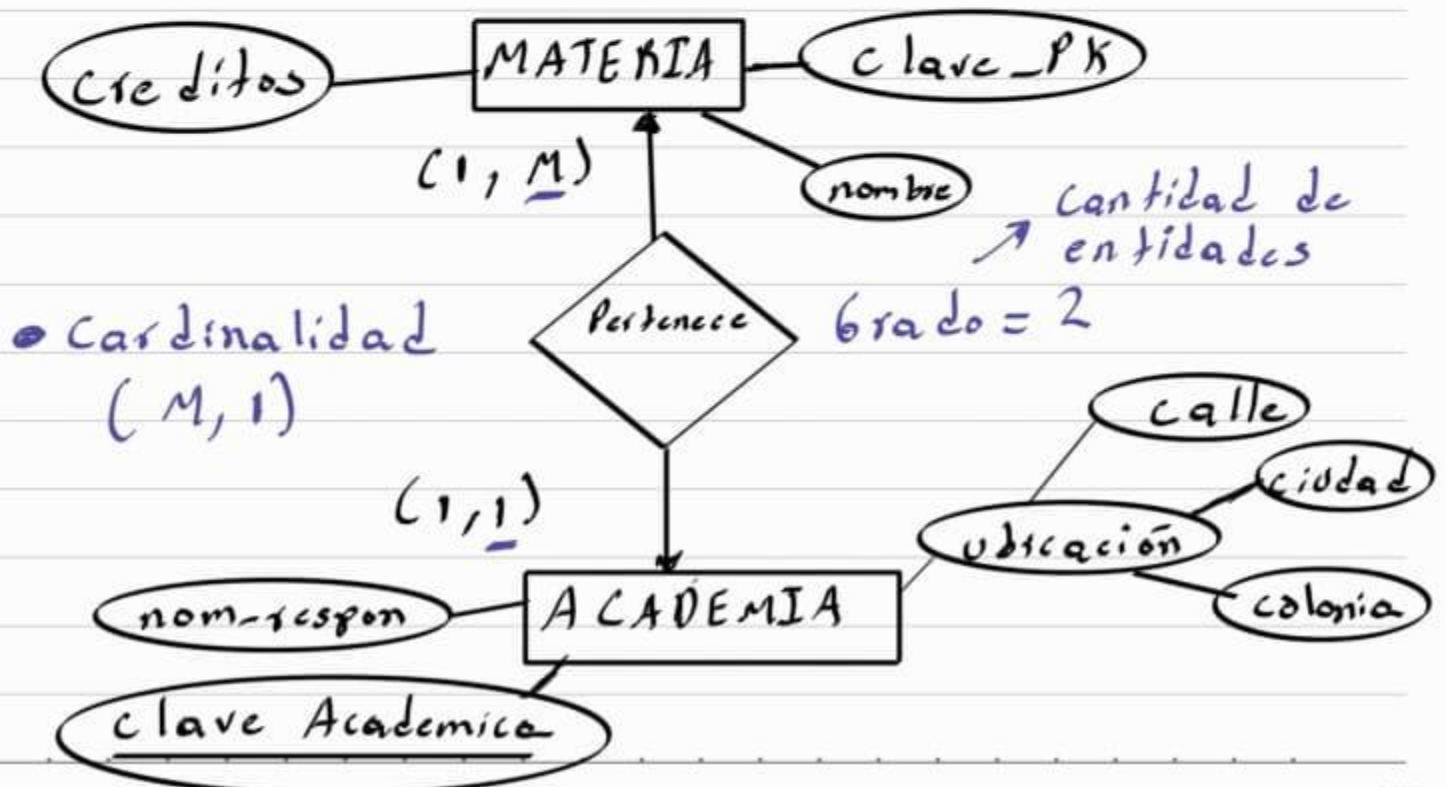 creditos
MATERIA
clave_PK
(1, M)
nombre
cantidad de
entidades
Pertenece
Grado = 2
• Cardinalidad
(M, 1)
calle
ciudad
(1, 1)
ubicación
colonia
nom-respon
ACADEMIA
clave Academica